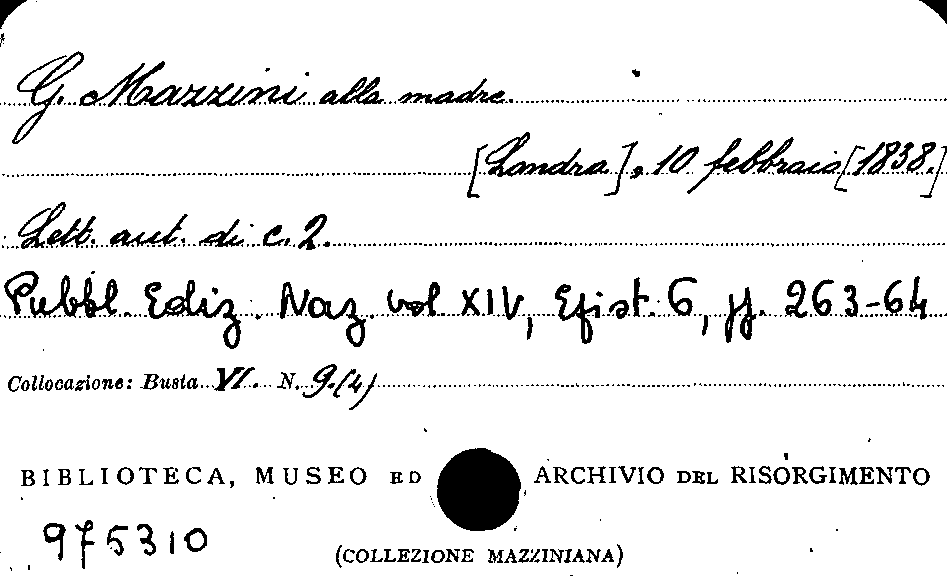 G. Mazzini alla madre.
[Londra], 10 febbraio [1838.]
Lett. aut. di c. 2.
Pubbl. Ediz. Naz. vol XIV, Epist. 6, pp. 263-64
Collocazione: Busta VI. N. 9.(4)
BIBLIOTECA, MUSEO ED ARCHIVIO DEL RISORGIMENTO
975310
(COLLEZIONE MAZZINIANA)